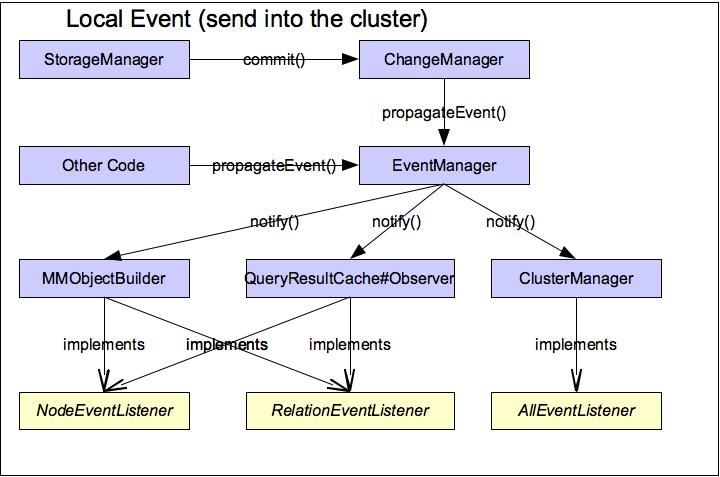 Local Event (send into the cluster)
StorageManager
commit()
ChangeManager
propagateEvent()
Other Code
propagateEvent()
EventManager
notify()
notify()
notify()
MMObjectBuilder
QueryResultCache#Observer
ClusterManager
implements
implements
implements
implements
implements
NodeEventListener
RelationEventListener
AllEventListener